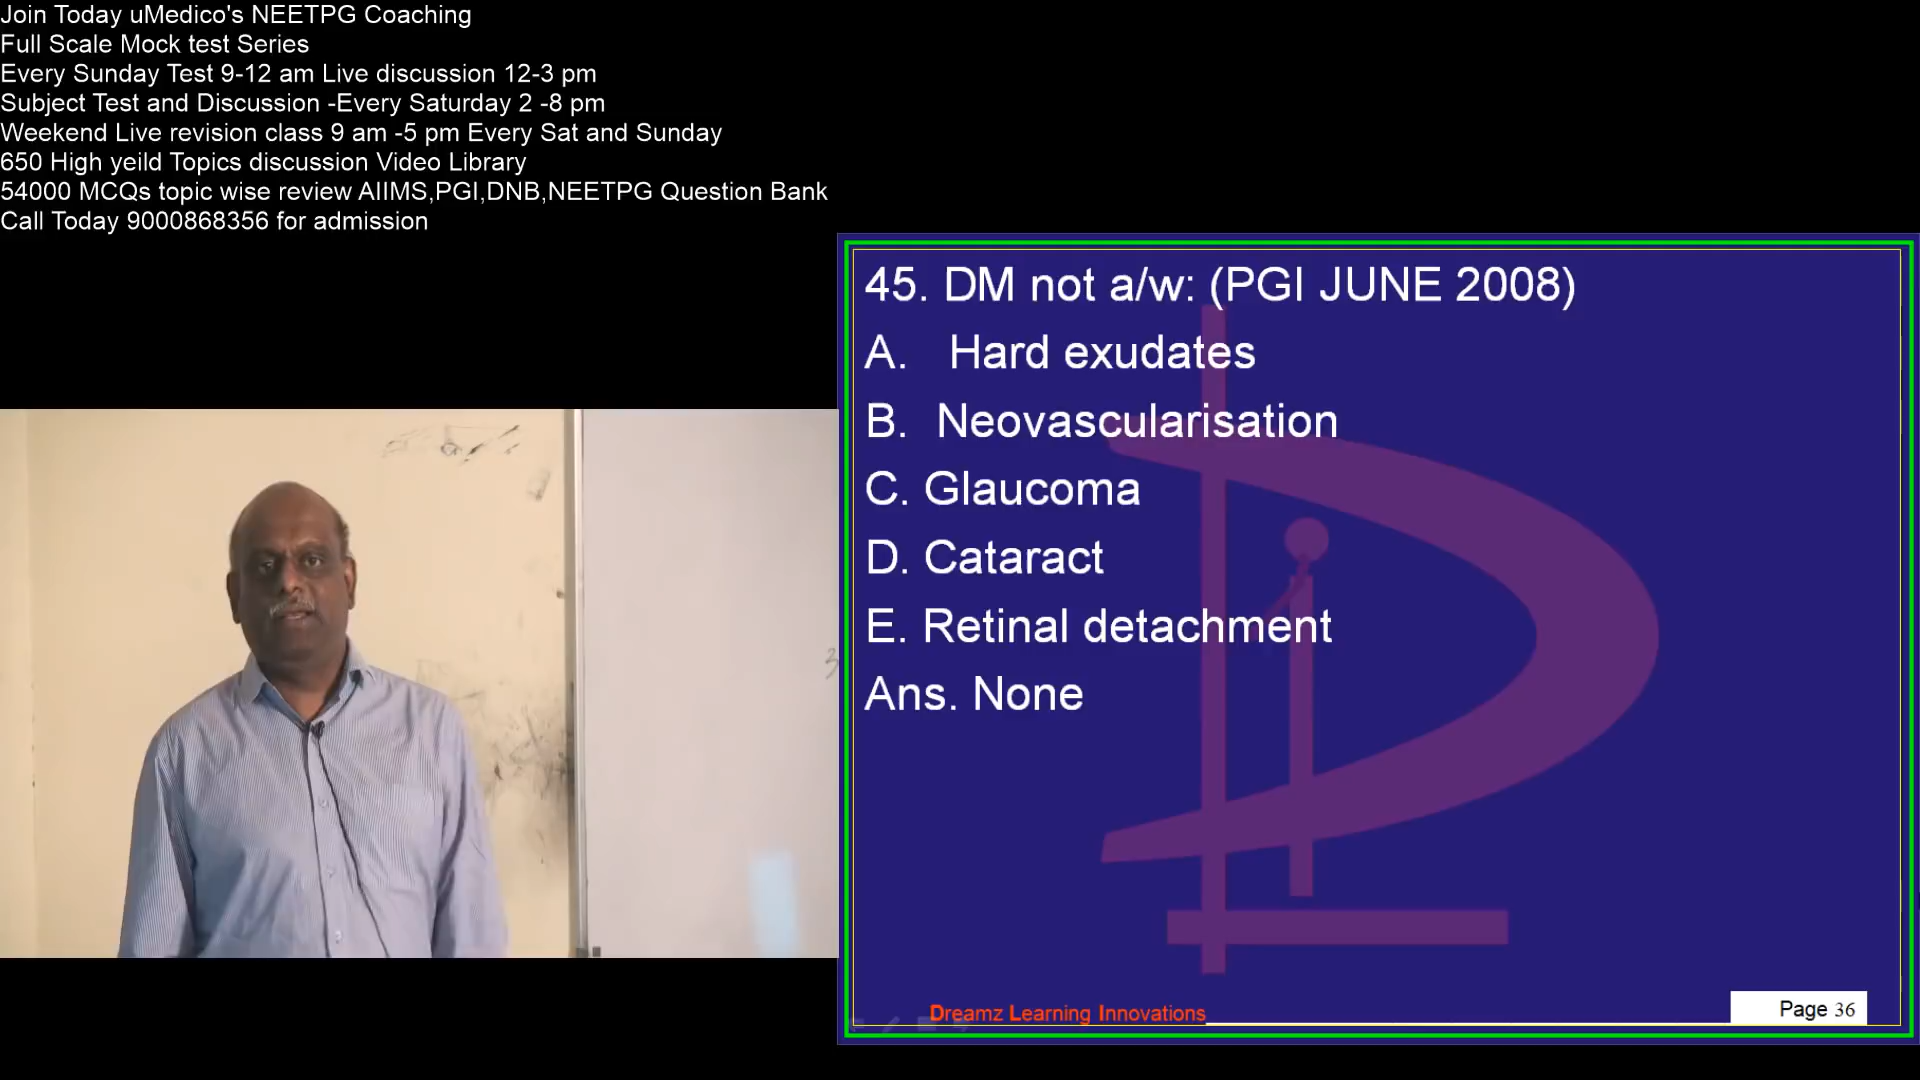 Join Today uMedico's NEETPG Coaching
Full Scale Mock test Series
Every Sunday Test 9-12 am Live discussion 12-3 pm
Subject Test and Discussion -Every Saturday 2 -8 pm
Weekend Live revision class 9 am -5 pm Every Sat and Sunday
650 High yeild Topics discussion Video Library
54000 MCQs topic wise review AIIMS,PGI,DNB,NEETPG Question Bank
Call Today 9000868356 for admission
45. DM not a/w: (PGI JUNE 2008)
A. Hard exudates
B. Neovascularisation
C. Glaucoma
D. Cataract
E. Retinal detachment
Ans. None
3
Dreamz Learning Innovations
Page 36